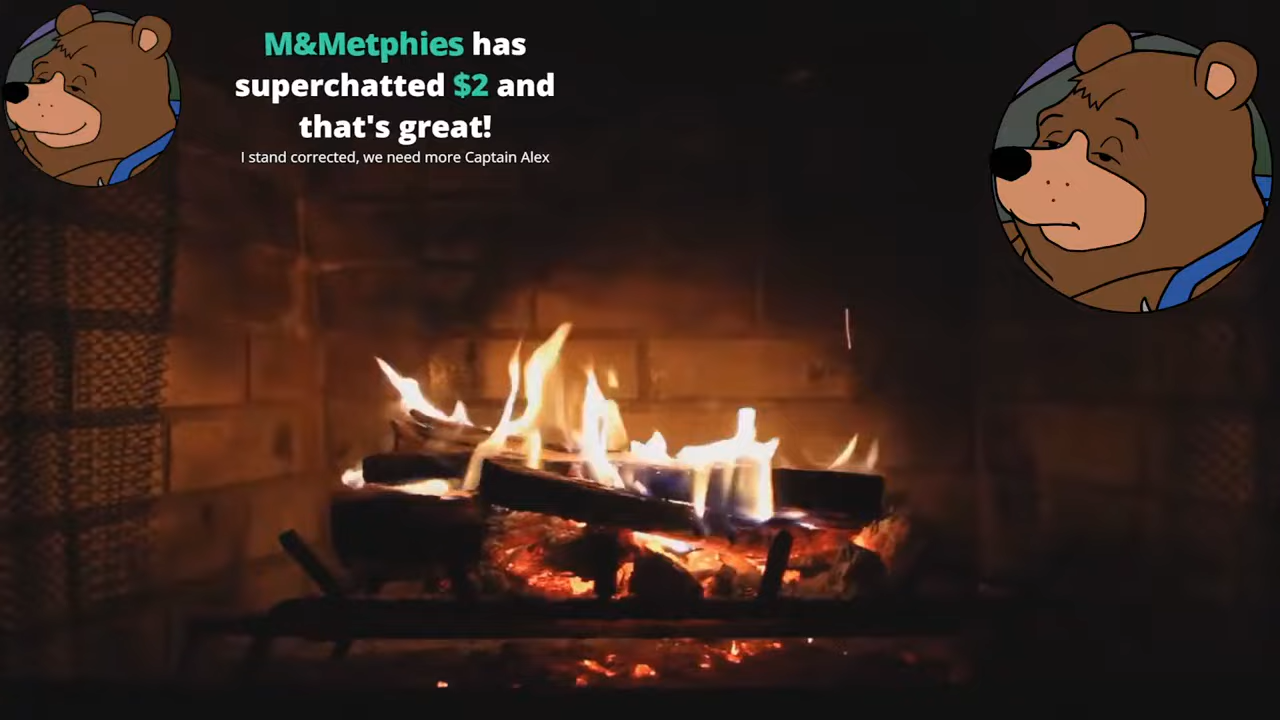 M&Metphies has
superchatted $2 and
that's great!
I stand corrected, we need more Captain Alex